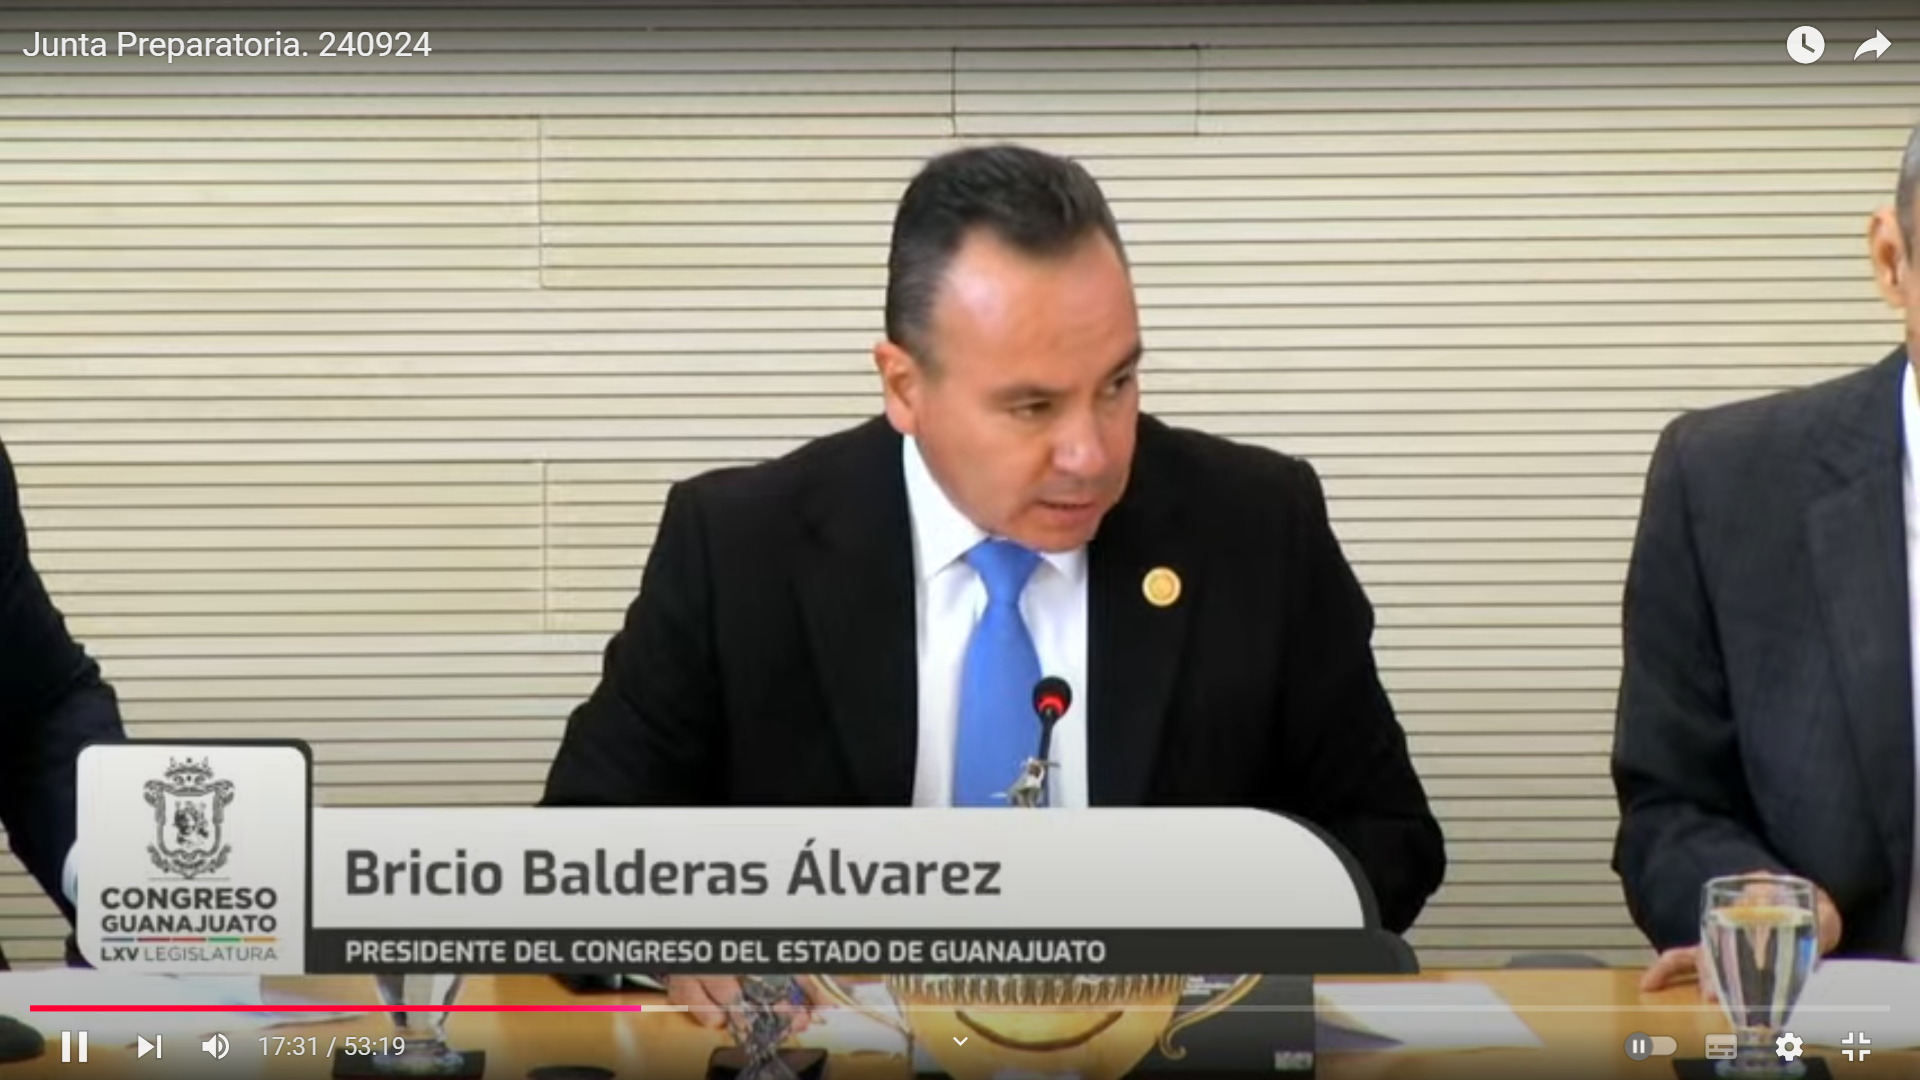 Junta Preparatoria. 240924
Bricio Balderas Álvarez
CONGRESO
GUANAJUATO
LXV LEGISLATURA
PRESIDENTE DEL CONGRESO DEL ESTADO DE GUANAJUATO
17:31 / 53:19